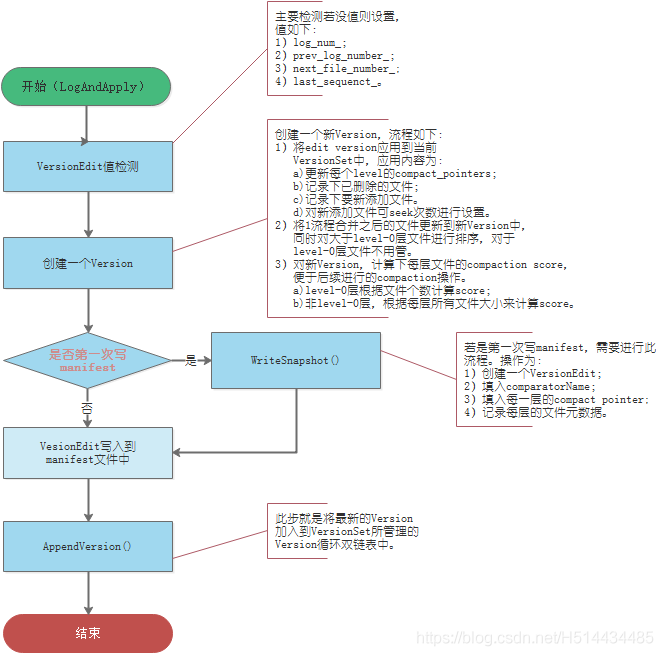 主要检测若没值则设置，
值如下：
1) log_num_;
2) prev_log_number_;
3) next_file_number_;
4) last_sequenct_。
开始（LogAndApply）
VersionEdit值检测
创建一个新Version，流程如下：
1) 将edit version应用到当前
VersionSet中，应用内容为：
a)更新每个level的compact_pointers;
b)记录下已删除的文件;
c)记录下要新添加文件。
d)对新添加文件可seek次数进行设置。
2) 将1流程合并之后的文件更新到新Version中，
同时对大于level-0层文件进行排序，对于
level-0层文件不用管。
3) 对新Version，计算下每层文件的compaction score，
便于后续进行的compaction操作。
a)level-0层根据文件个数计算score;
b)非level-0层，根据每层所有文件大小来计算score。
创建一个Version
是否第一次写
manifest
是
WriteSnapshot()
若是第一次写manifest，需要进行此
流程。操作为：
1) 创建一个VersionEdit;
2) 填入comparatorName;
3) 填入每一层的compact pointer;
4) 记录每层的文件元数据。
否
VesionEdit写入到
manifest文件中
此步就是将最新的Version
加入到VersionSet所管理的
Version循环双链表中。
AppendVersion()
结束
https://blog.csdn.net/H514434485